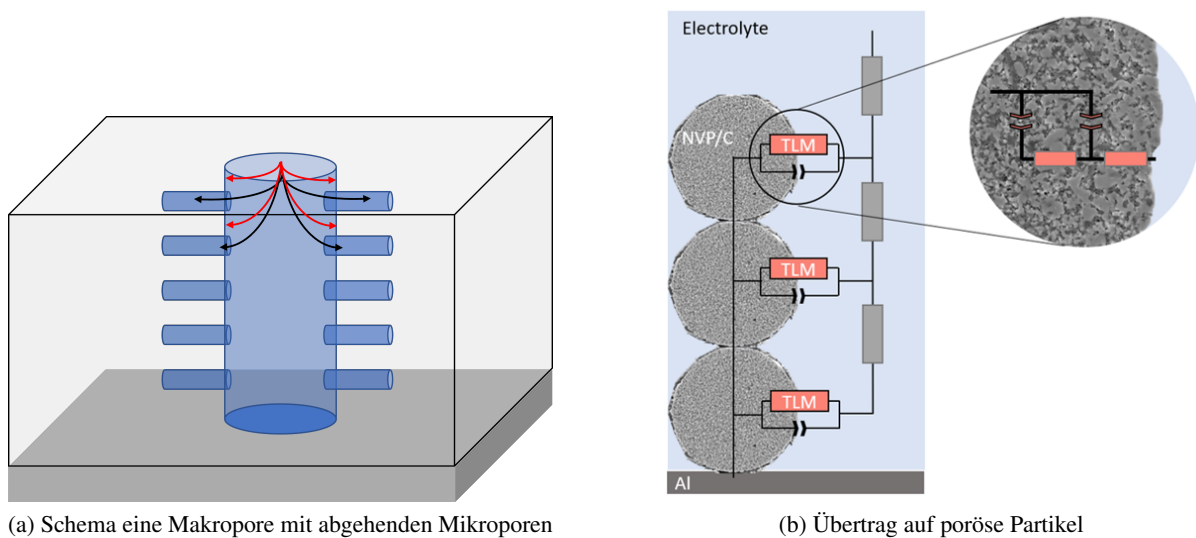 Electrolyte
NVP/C
TLM
TLM
TLM
Al
(a) Schema eine Makropore mit abgehenden Mikroporen
(b) Übertrag auf poröse Partikel